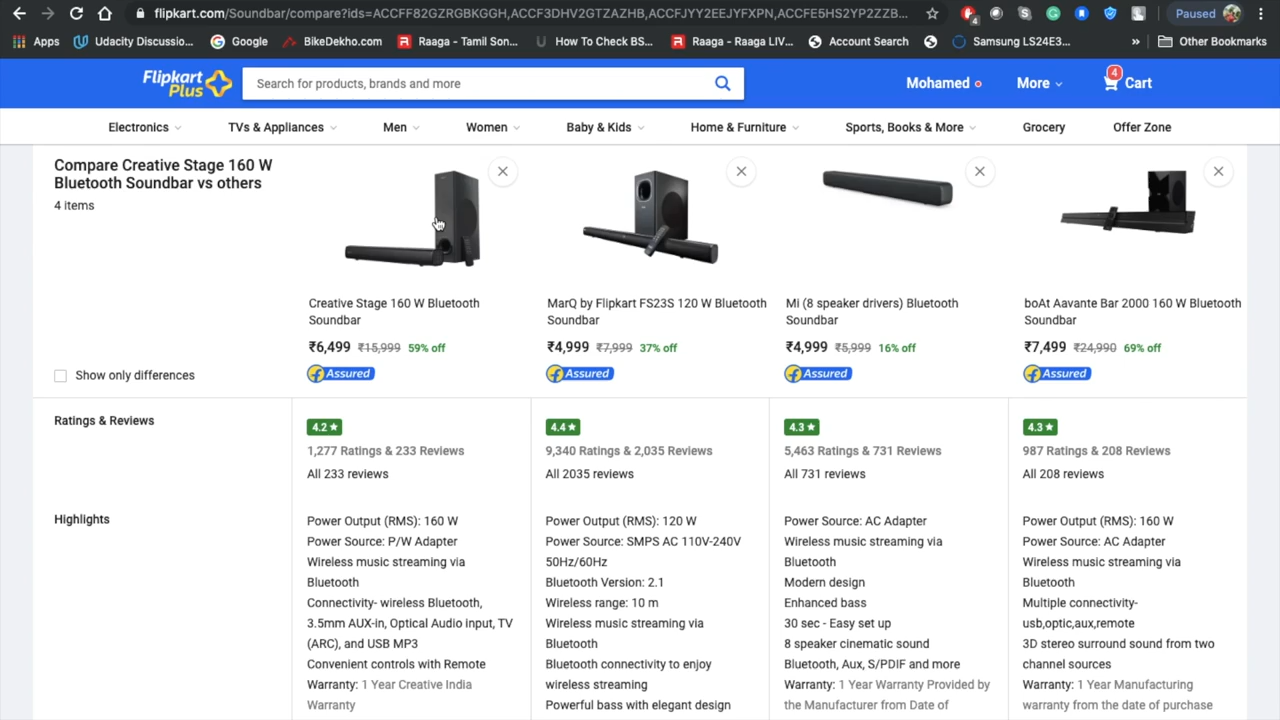 flipkart.com/Soundbar/compare?ids=ACCFF82GZRGBKGGH,ACCF3DHV2GTZAZHB,ACCFJYY2EEJYFXPN,ACCFE5HS2YP2ZZB...
4
Paused
Apps
Udacity Discussio...
Google
BikeDekho.com
Raaga - Tamil Son...
How To Check BS...
Raaga - Raaga LIV...
Account Search
Samsung LS24E3...
»
Other Bookmarks
Flipkart
Plus
Search for products, brands and more
Mohamed
More
4
Cart
Electronics
TVs & Appliances
Men
Women
Baby & Kids
Home & Furniture
Sports, Books & More
Grocery
Offer Zone
Compare Creative Stage 160 W
Bluetooth Soundbar vs others
4 items
Show only differences
Creative Stage 160 W Bluetooth
Soundbar
₹6,499 ₹15,999 59% off
Assured
MarQ by Flipkart FS23S 120 W Bluetooth
Soundbar
₹4,999 ₹7,999 37% off
Assured
Mi (8 speaker drivers) Bluetooth
Soundbar
₹4,999 ₹5,999 16% off
Assured
boAt Aavante Bar 2000 160 W Bluetooth
Soundbar
₹7,499 ₹24,990 69% off
Assured
Ratings & Reviews
4.2 ★
1,277 Ratings & 233 Reviews
All 233 reviews
4.4 ★
9,340 Ratings & 2,035 Reviews
All 2035 reviews
4.3 ★
5,463 Ratings & 731 Reviews
All 731 reviews
4.3 ★
987 Ratings & 208 Reviews
All 208 reviews
Highlights
Power Output (RMS): 160 W
Power Source: P/W Adapter
Wireless music streaming via
Bluetooth
Connectivity- wireless Bluetooth,
3.5mm AUX-in, Optical Audio input, TV
(ARC), and USB MP3
Convenient controls with Remote
Warranty: 1 Year Creative India
Warranty
Power Output (RMS): 120 W
Power Source: SMPS AC 110V-240V
50Hz/60Hz
Bluetooth Version: 2.1
Wireless range: 10 m
Wireless music streaming via
Bluetooth
Bluetooth connectivity to enjoy
wireless streaming
Powerful bass with elegant design
Power Source: AC Adapter
Wireless music streaming via
Bluetooth
Modern design
Enhanced bass
30 sec - Easy set up
8 speaker cinematic sound
Bluetooth, Aux, S/PDIF and more
Warranty: 1 Year Warranty Provided by
the Manufacturer from Date of
Power Output (RMS): 160 W
Power Source: AC Adapter
Wireless music streaming via
Bluetooth
Multiple connectivity-
usb,optic,aux,remote
3D stereo surround sound from two
channel sources
Warranty: 1 Year Manufacturing
warranty from the date of purchase